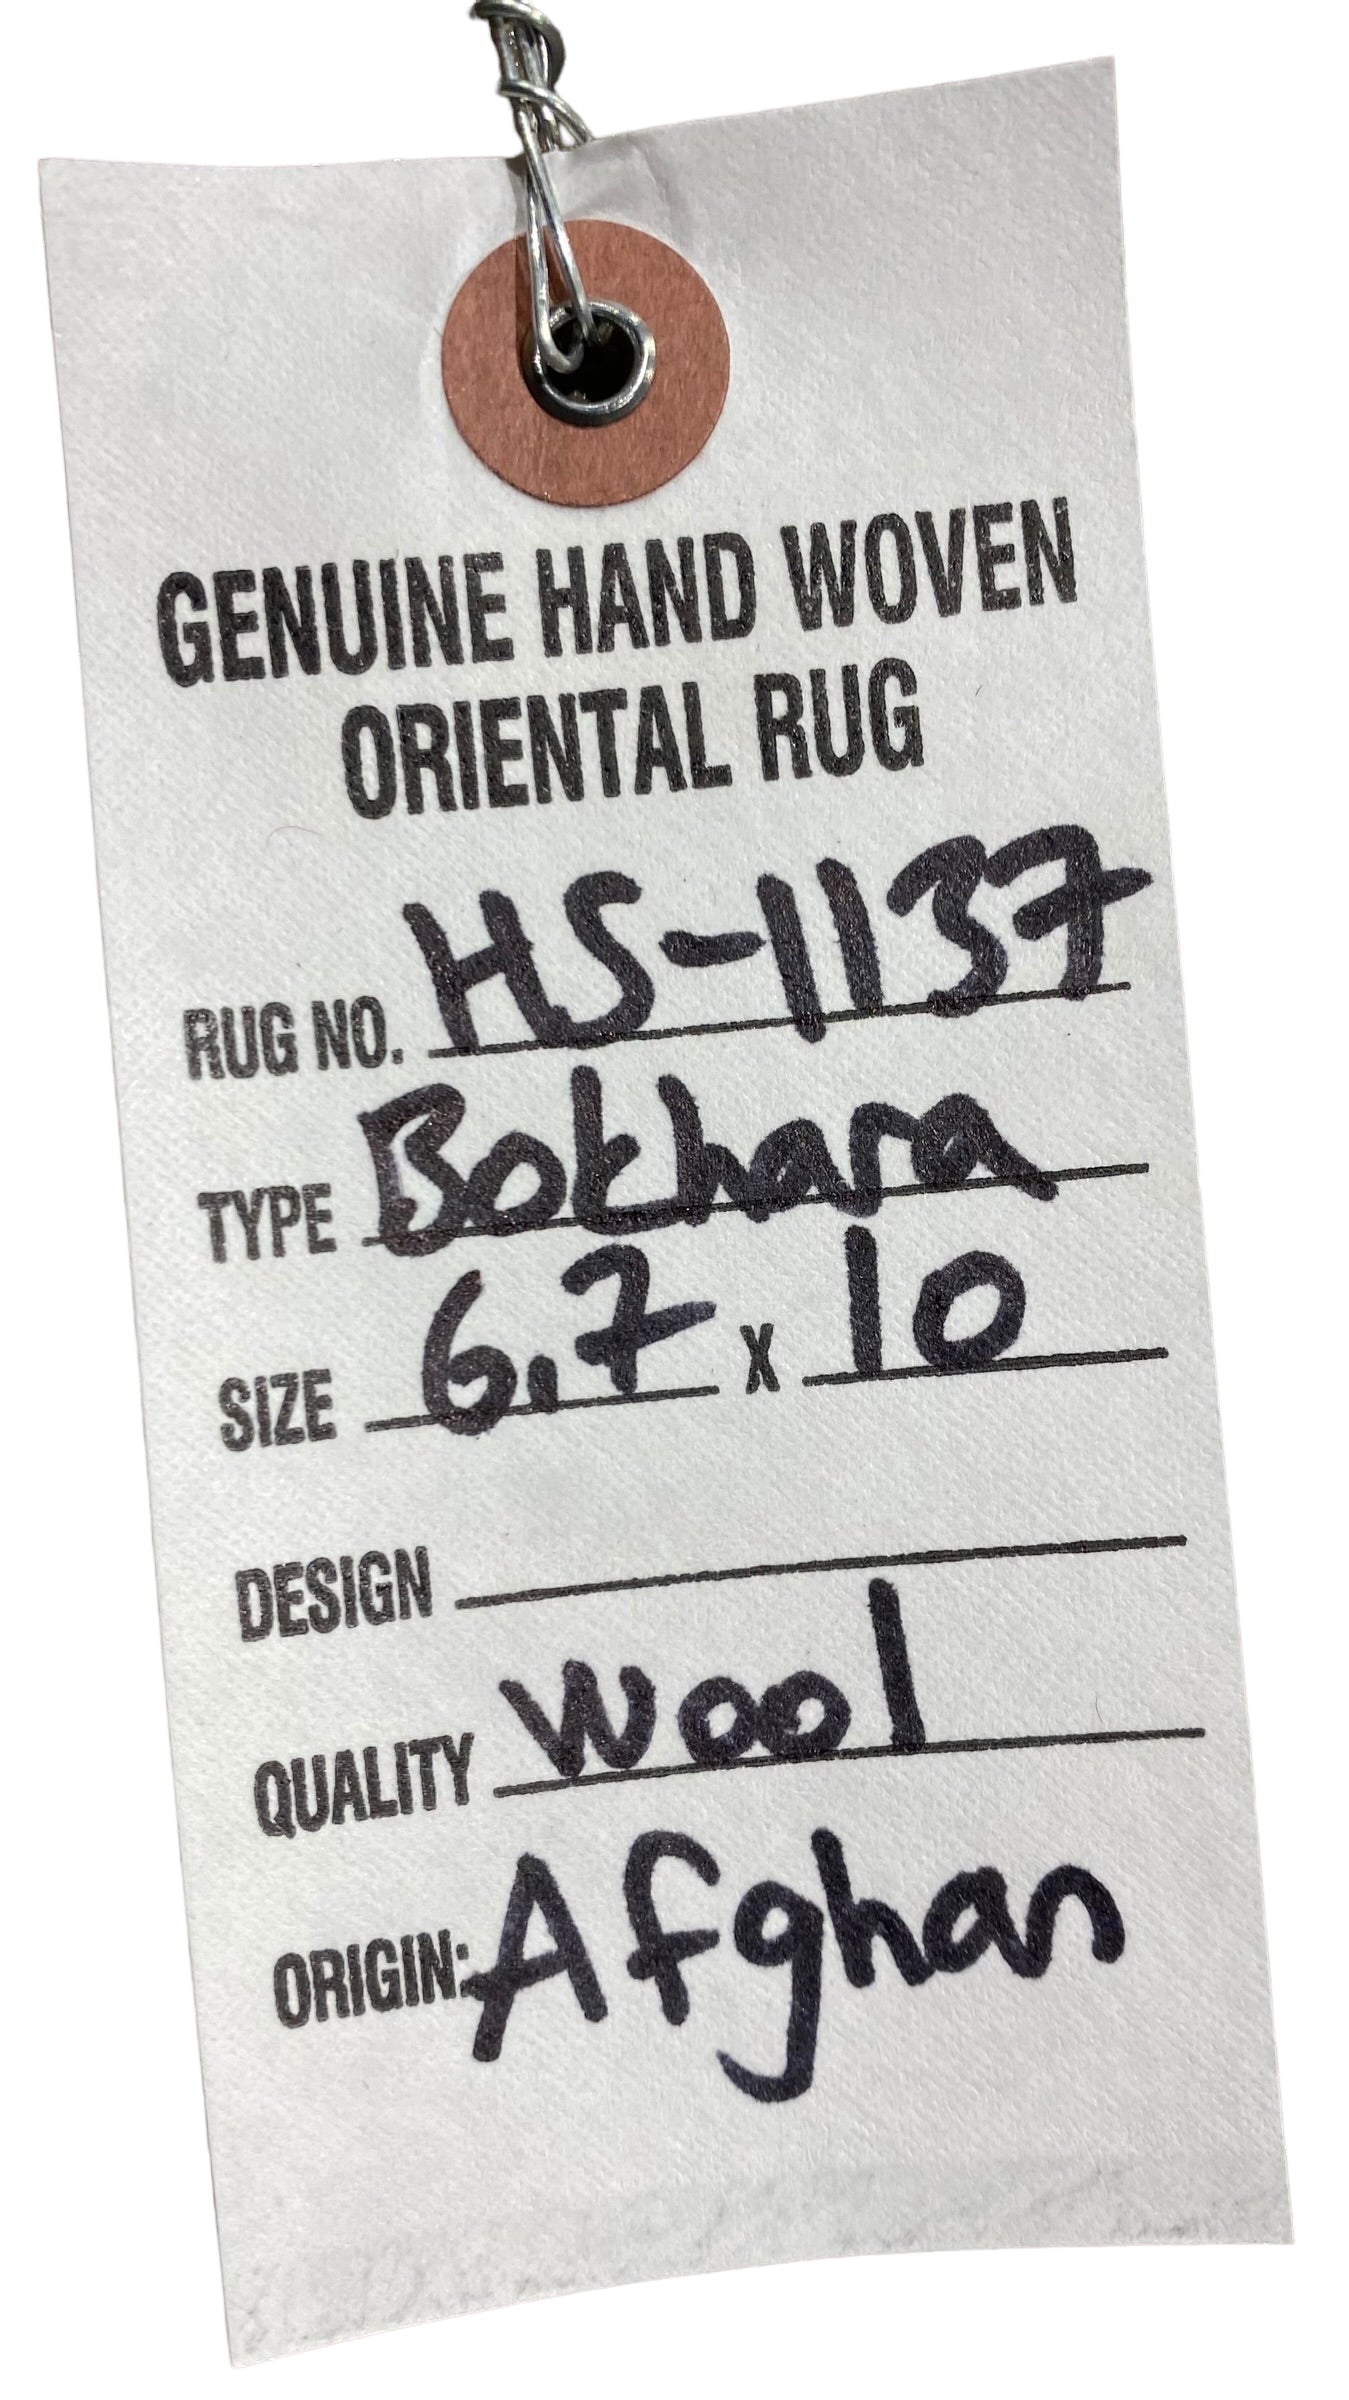 GENUINE HAND WOVEN
ORIENTAL RUG
RUG NO. HS-1137
TYPE Bokhara
SIZE 6.7 X 10
DESIGN
QUALITY wool
ORIGIN: Afghan